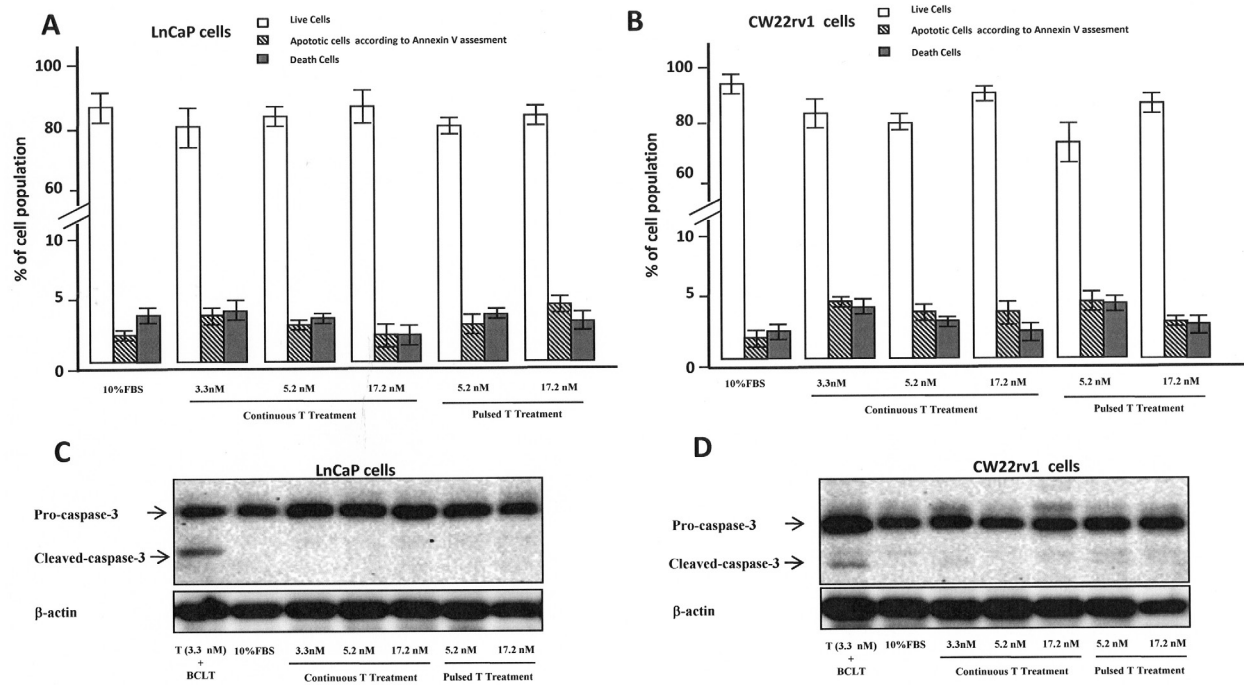 A
LnCaP cells
Live Cells
Apototic cells according to Annexin V assesment
Death Cells
% of cell population
100
80
60
10
5
0
10%FBS
3.3nM
5.2 nM
17.2 nM
5.2 nM
17.2 nM
Continuous T Treatment
Pulsed T Treatment
B
CW22rv1 cells
Live Cells
Apototic cells according to Annexin V assesment
Death Cells
% of cell population
100
80
60
10
5
0
10%FBS
3.3nM
5.2 nM
17.2 nM
5.2 nM
17.2 nM
Continuous T Treatment
Pulsed T Treatment
C
LnCaP cells
Pro-caspase-3
Cleaved-caspase-3
β-actin
T (3.3 nM)
+
BCLT
10%FBS
3.3nM
5.2 nM
17.2 nM
5.2 nM
17.2 nM
Continuous T Treatment
Pulsed T Treatment
D
CW22rv1 cells
Pro-caspase-3
Cleaved-caspase-3
β-actin
T (3.3 nM)
+
BCLT
10%FBS
3.3nM
5.2 nM
17.2 nM
5.2 nM
17.2 nM
Continuous T Treatment
Pulsed T Treatment